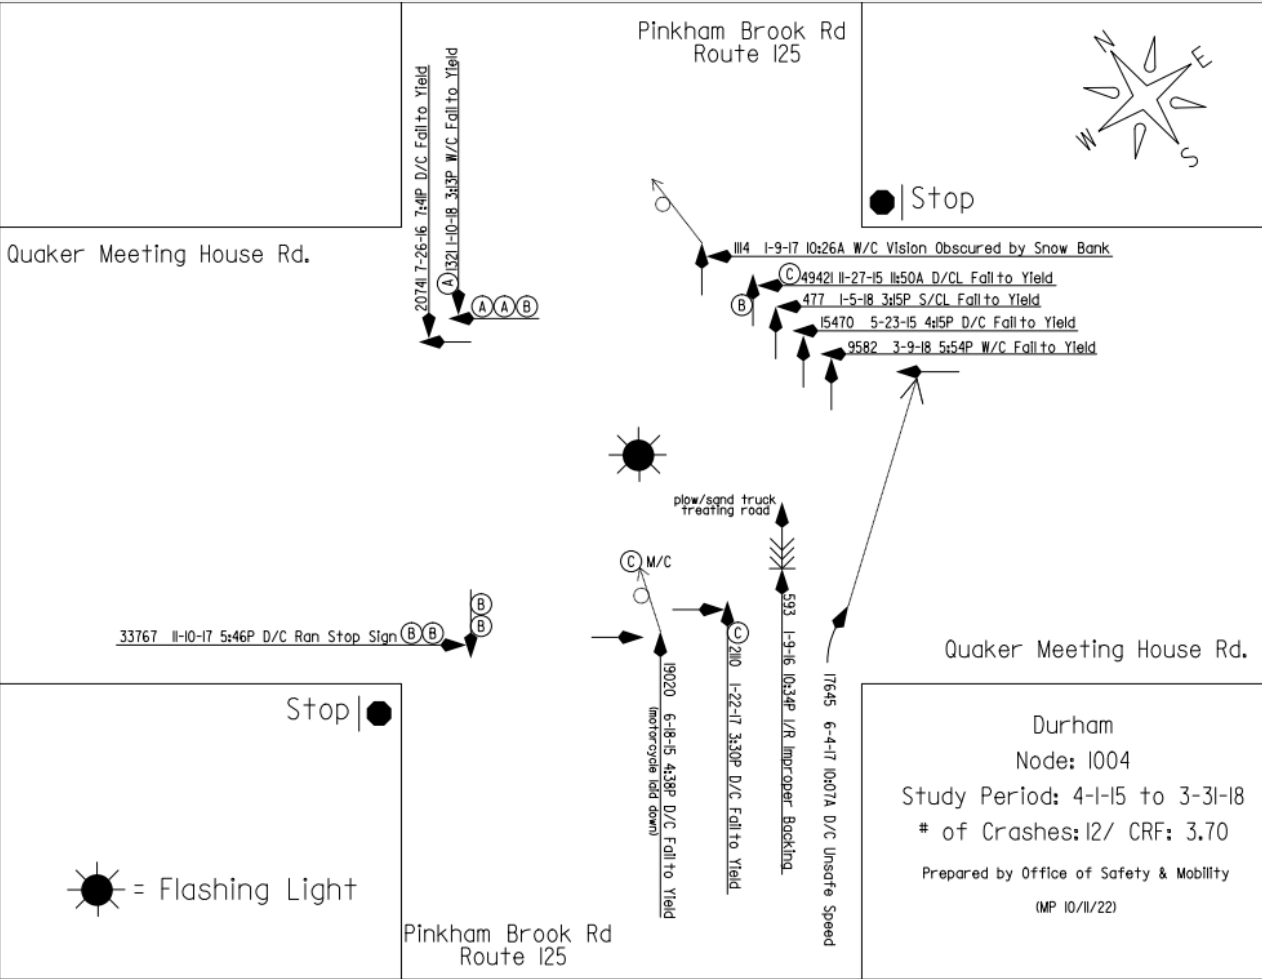 Pinkham Brook Rd
Route 125
N
E
W
S
Stop
Quaker Meeting House Rd.
20741 7-26-16 7:41P D/C Fail to Yield
1321 1-10-18 3:13P W/C Fail to Yield
A
A A B
1114 1-9-17 10:26A W/C Vision Obscured by Snow Bank
C 49421 11-27-15 11:50A D/CL Fail to Yield
B
477 1-5-18 3:15P S/CL Fail to Yield
15470 5-23-15 4:15P D/C Fail to Yield
9582 3-9-18 5:54P W/C Fail to Yield
plow/sand truck
treating road
C M/C
B
B
33767 11-10-17 5:46P D/C Ran Stop Sign B B
19020 6-18-15 4:38P D/C Fail to Yield
(motorcycle laid down)
C 2110 1-22-17 3:30P D/C Fail to Yield
593 1-9-16 10:34P I/R Improper Backing
17645 6-4-17 10:07A D/C Unsafe Speed
Quaker Meeting House Rd.
Stop
= Flashing Light
Pinkham Brook Rd
Route 125
Durham
Node: 1004
Study Period: 4-1-15 to 3-31-18
# of Crashes: 12/ CRF: 3.70
Prepared by Office of Safety & Mobility
(MP 10/11/22)